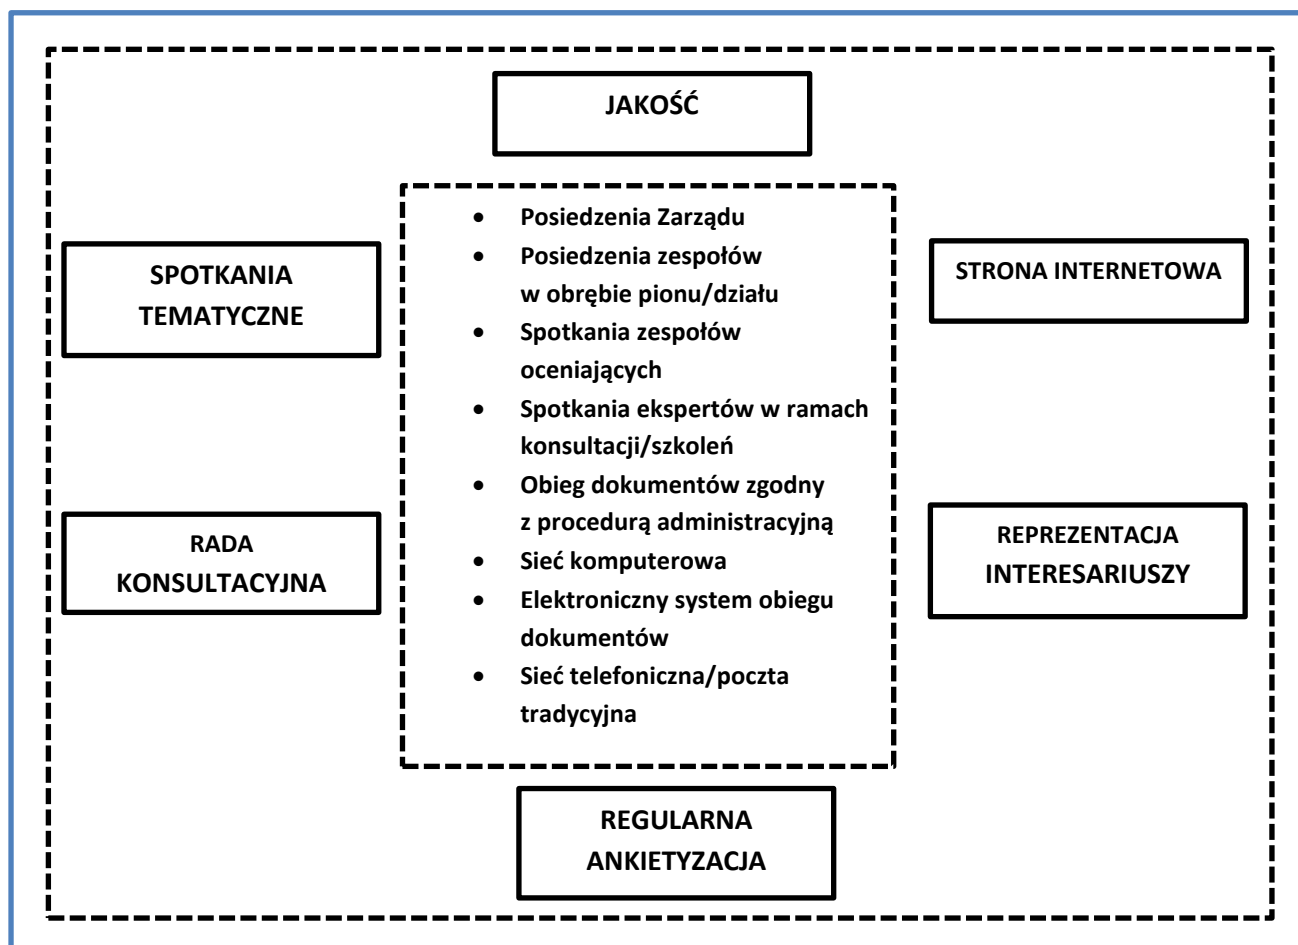 JAKOŚĆ
SPOTKANIA
TEMATYCZNE
RADA
KONSULTACYJNA
• Posiedzenia Zarządu
• Posiedzenia zespołów
w obrębie pionu/działu
• Spotkania zespołów
oceniających
• Spotkania ekspertów w ramach
konsultacji/szkoleń
• Obieg dokumentów zgodny
z procedurą administracyjną
• Sieć komputerowa
• Elektroniczny system obiegu
dokumentów
• Sieć telefoniczna/poczta
tradycyjna
STRONA INTERNETOWA
REPREZENTACJA
INTERESARIUSZY
REGULARNA
ANKIETYZACJA